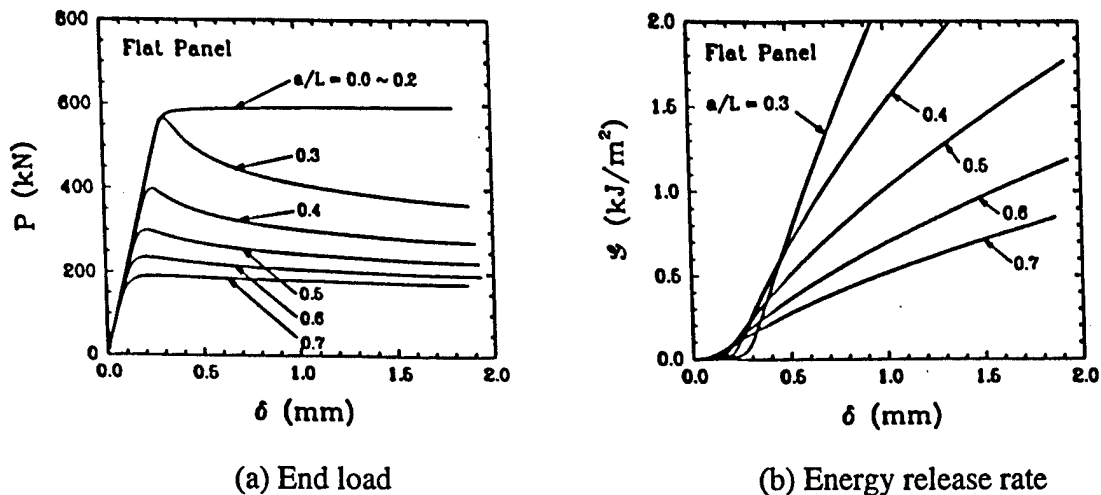 800
600
400
200
0
P (kN)
Flat Panel
a/L = 0.0 ~ 0.2
0.3
0.4
0.5
0.6
0.7
0.0
0.5
1.0
1.5
2.0
δ (mm)
(a) End load
2.0
1.5
1.0
0.5
0.0
𝒢 (kJ/m²)
Flat Panel
a/L = 0.3
0.4
0.5
0.6
0.7
0.0
0.5
1.0
1.5
2.0
δ (mm)
(b) Energy release rate